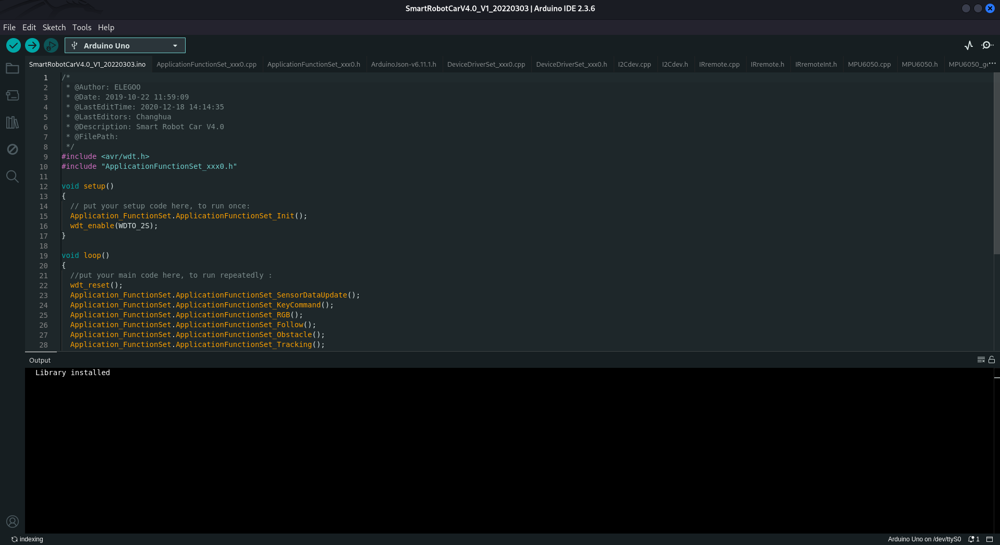 SmartRobotCarV4.0_V1_20220303 | Arduino IDE 2.3.6
File Edit Sketch Tools Help
Arduino Uno
SmartRobotCarV4.0_V1_20220303.ino ApplicationFunctionSet_xxx0.cpp ApplicationFunctionSet_xxx0.h ArduinoJson-v6.11.1.h DeviceDriverSet_xxx0.cpp DeviceDriverSet_xxx0.h I2Cdev.cpp I2Cdev.h IRremote.cpp IRremote.h IRremoteInt.h MPU6050.cpp MPU6050.h MPU6050_ge ...
1 /*
2 * @Author: ELEGOO
3 * @Date: 2019-10-22 11:59:09
4 * @LastEditTime: 2020-12-18 14:14:35
5 * @LastEditors: Changhua
6 * @Description: Smart Robot Car V4.0
7 * @FilePath:
8 */
9 #include <avr/wdt.h>
10 #include "ApplicationFunctionSet_xxx0.h"
11
12 void setup()
13 {
14 // put your setup code here, to run once:
15 Application_FunctionSet.ApplicationFunctionSet_Init();
16 wdt_enable(WDTO_2S);
17 }
18
19 void loop()
20 {
21 //put your main code here, to run repeatedly :
22 wdt_reset();
23 Application_FunctionSet.ApplicationFunctionSet_SensorDataUpdate();
24 Application_FunctionSet.ApplicationFunctionSet_KeyCommand();
25 Application_FunctionSet.ApplicationFunctionSet_RGB();
26 Application_FunctionSet.ApplicationFunctionSet_Follow();
27 Application_FunctionSet.ApplicationFunctionSet_Obstacle();
28 Application_FunctionSet.ApplicationFunctionSet_Tracking();
Output
Library installed
indexing Arduino Uno on /dev/ttyS0 1